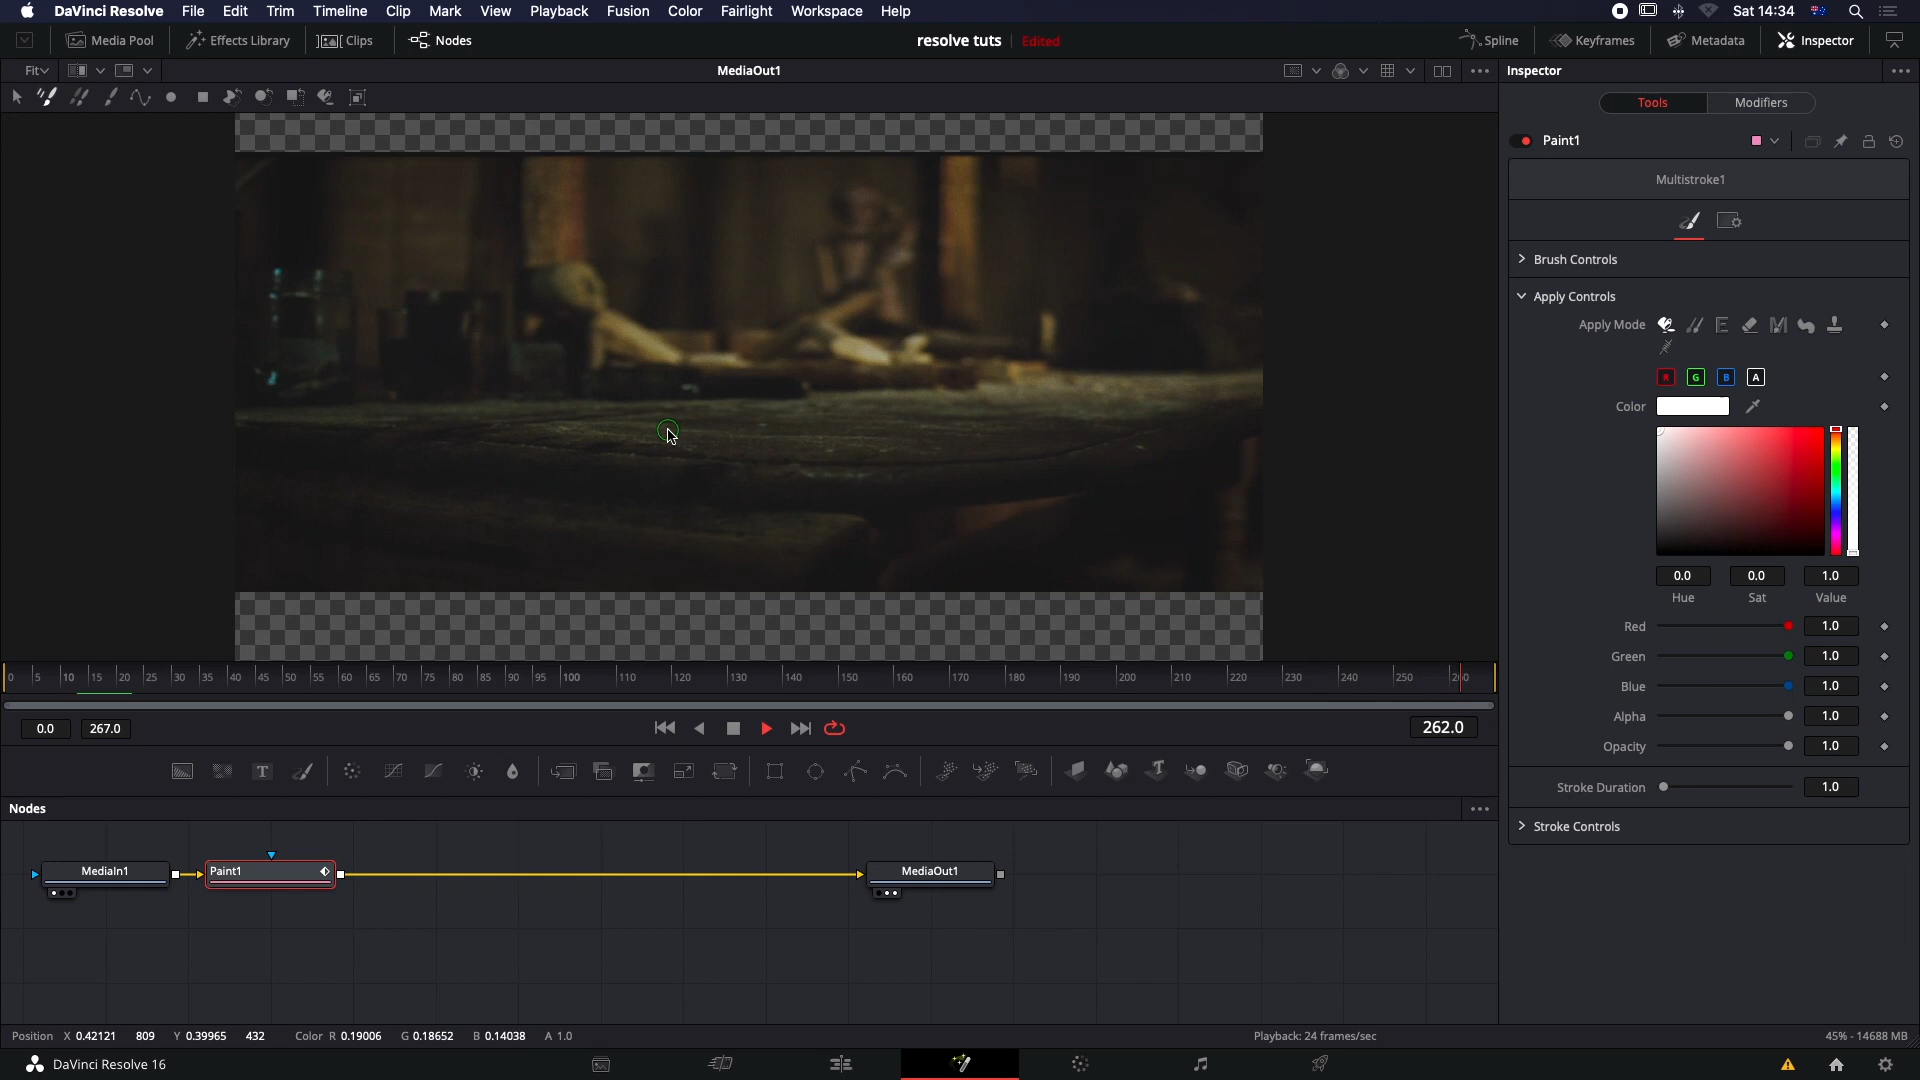 DaVinci Resolve File Edit Trim Timeline Clip Mark View Playback Fusion Color Fairlight Workspace Help Sat 14:34
Media Pool Effects Library Clips Nodes resolve tuts Edited Spline Keyframes Metadata Inspector
Fit MediaOut1 Inspector
Tools Modifiers
Paint1
Multistroke1
Brush Controls
Apply Controls
Apply Mode
R G B A
Color
0.0 0.0 1.0
Hue Sat Value
Red 1.0
Green 1.0
Blue 1.0
Alpha 1.0
Opacity 1.0
Stroke Duration 1.0
Stroke Controls
0 5 10 15 20 25 30 35 40 45 50 55 60 65 70 75 80 85 90 95 100 110 120 130 140 150 160 170 180 190 200 210 220 230 240 250 260
0.0 267.0 262.0
Nodes
MediaIn1 Paint1 MediaOut1
Position X 0.42121 809 Y 0.39965 432 Color R 0.19006 G 0.18652 B 0.14038 A 1.0 Playback: 24 frames/sec 45% - 14688 MB
DaVinci Resolve 16